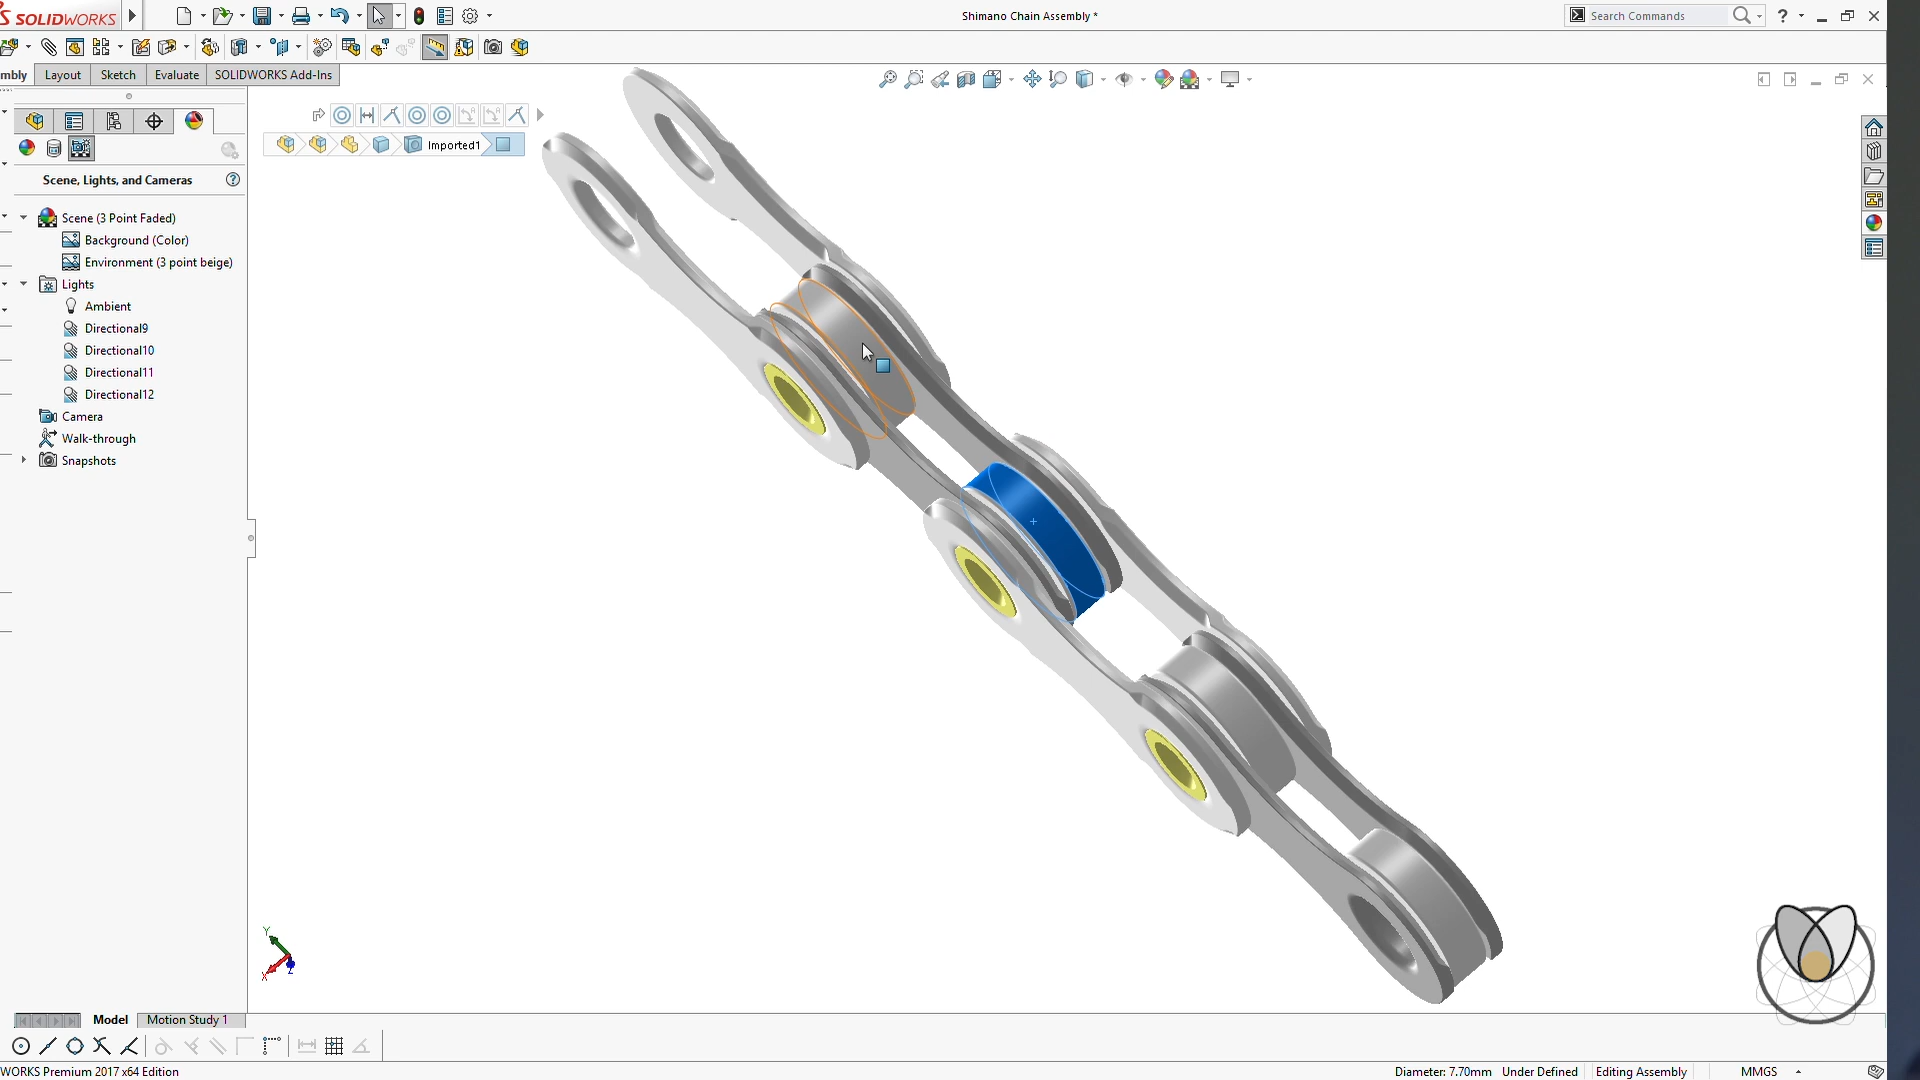 SOLIDWORKS
Shimano Chain Assembly *
Search Commands
?
mbly
Layout
Sketch
Evaluate
SOLIDWORKS Add-Ins
Imported1
Scene, Lights, and Cameras
?
Scene (3 Point Faded)
Background (Color)
Environment (3 point beige)
Lights
Ambient
Directional9
Directional10
Directional11
Directional12
Camera
Walk-through
Snapshots
Y
X
Z
Model
Motion Study 1
WORKS Premium 2017 x64 Edition
Diameter: 7.70mm
Under Defined
Editing Assembly
MMGS